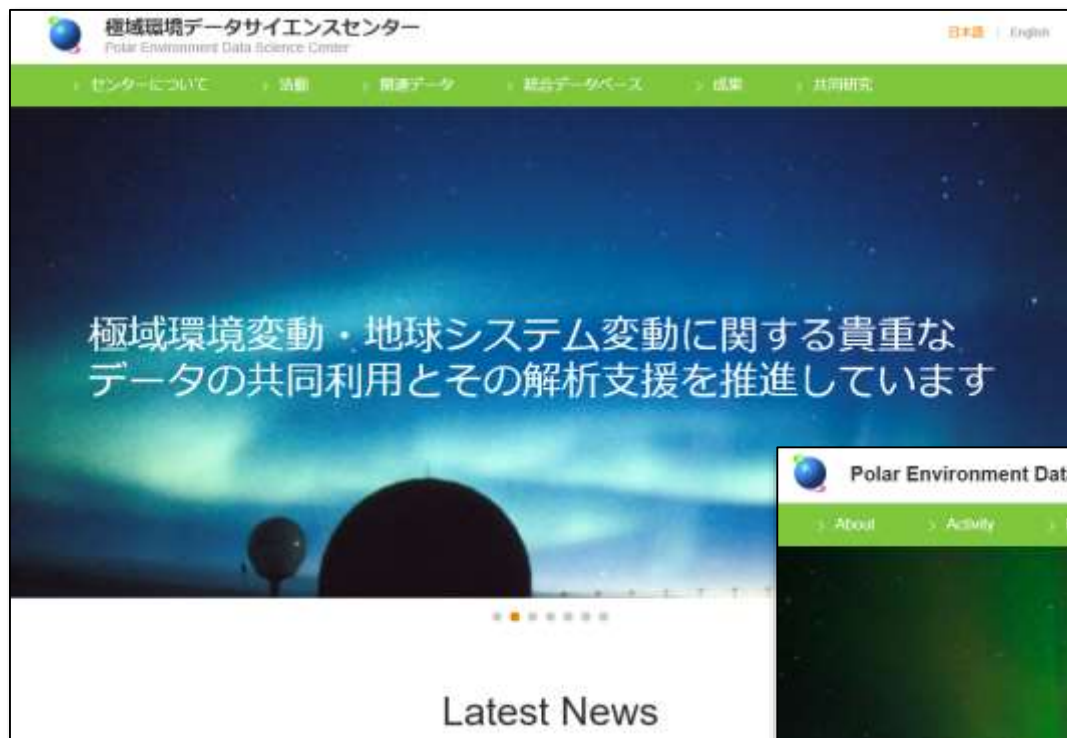 極域環境データサイエンスセンター
Polar Environment Data Science Center
日本語 | English
› センターについて › 活動 › 関連データ › 統合データベース › 成果 › 共同研究
極域環境変動・地球システム変動に関する貴重な
データの共同利用とその解析支援を推進しています
Polar Environment Dat
› About › Activity ›
Latest News